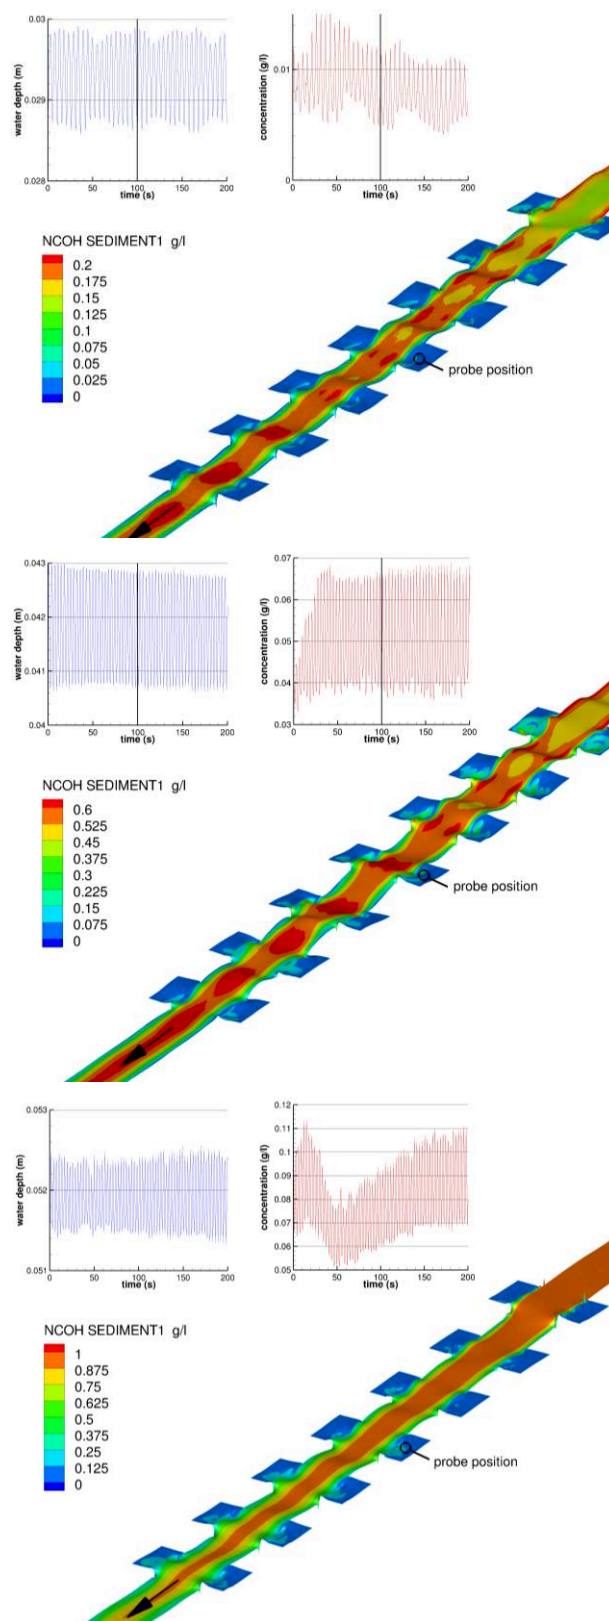 0.03
0.029
0.028
water depth (m)
0 50 100 150 200
time (s)
0.01
0
concentration (g/l)
0 50 100 150 200
time (s)
NCOH SEDIMENT1 g/l
0.2
0.175
0.15
0.125
0.1
0.075
0.05
0.025
0
probe position
0.043
0.042
0.041
0.04
water depth (m)
0 50 100 150 200
time (s)
0.07
0.06
0.05
0.04
0.03
concentration (g/l)
0 50 100 150 200
time (s)
NCOH SEDIMENT1 g/l
0.6
0.525
0.45
0.375
0.3
0.225
0.15
0.075
0
probe position
0.053
0.052
0.051
water depth (m)
0 50 100 150 200
time (s)
0.12
0.11
0.1
0.09
0.08
0.07
0.06
0.05
concentration (g/l)
0 50 100 150 200
time (s)
NCOH SEDIMENT1 g/l
1
0.875
0.75
0.625
0.5
0.375
0.25
0.125
0
probe position